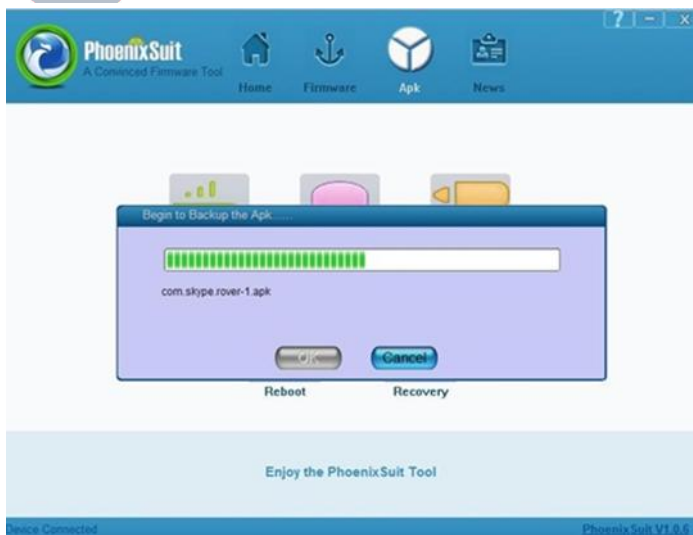 ? - x
PhoenixSuit
A Convinced Firmware Tool
Home Firmware Apk News
Begin to Backup the Apk......
com.skype.rover-1.apk
OK Cancel
Reboot Recovery
Enjoy the PhoenixSuit Tool
Device Connected PhoenixSuit V1.0.6